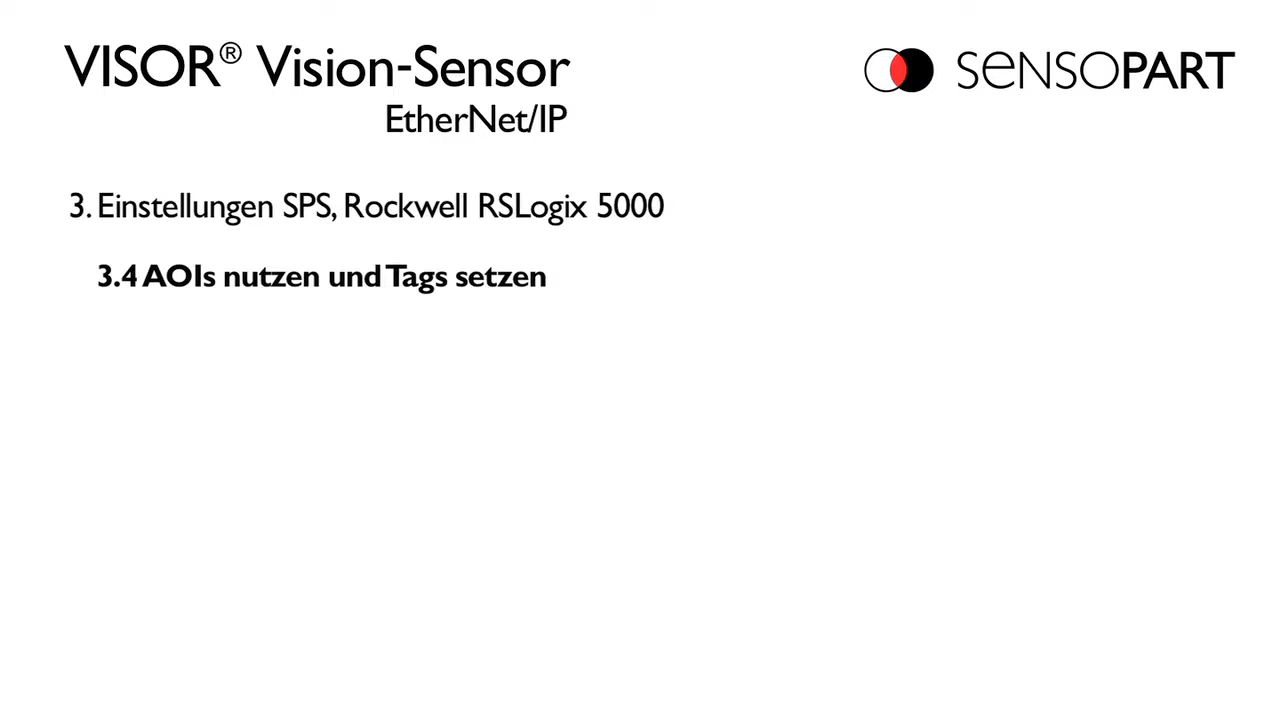 VISOR® Vision-Sensor
EtherNet/IP
SENSOPART
3. Einstellungen SPS, Rockwell RSLogix 5000
3.4 AOIs nutzen und Tags setzen